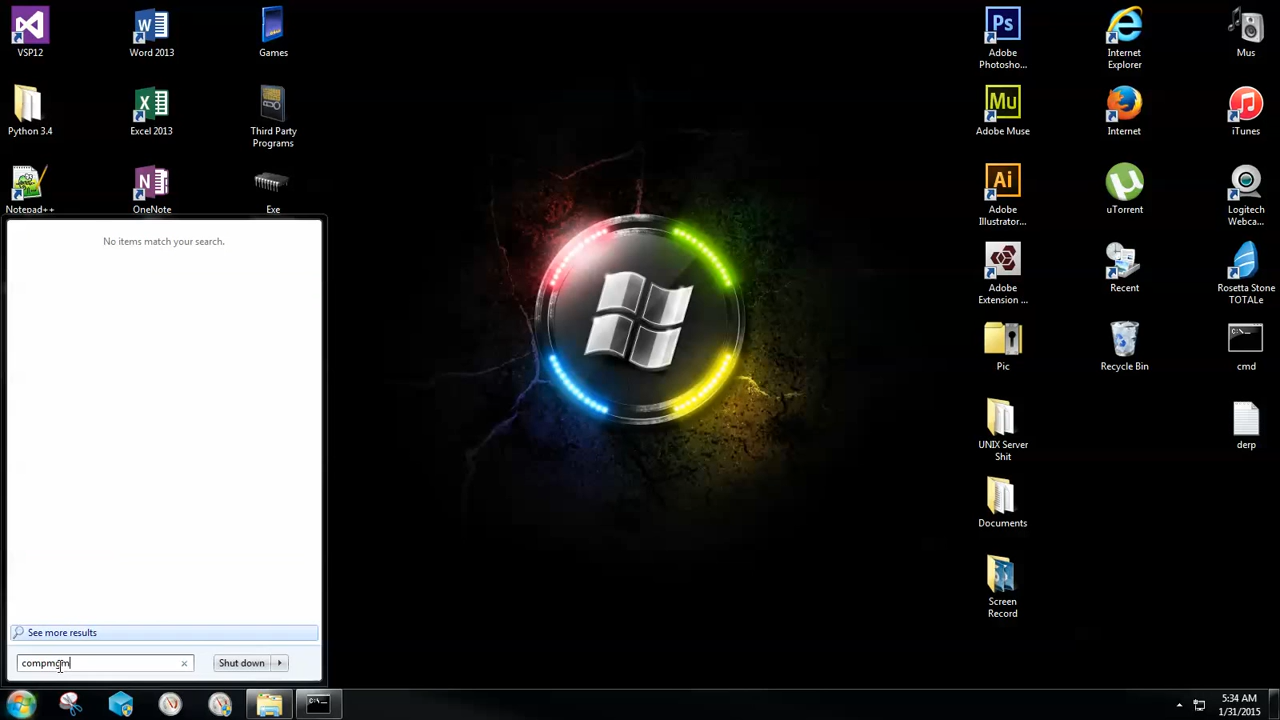 VSP12
Word 2013
Games
Ps
Adobe
Photosho...
Internet
Explorer
Mus
Python 3.4
Excel 2013
Third Party
Programs
Mu
Adobe Muse
Internet
iTunes
Notepad++
OneNote
Exe
Ai
Adobe
Illustrator...
uTorrent
Logitech
Webca...
Adobe
Extension ...
Recent
Rosetta Stone
TOTALe
Pic
Recycle Bin
cmd
UNIX Server
Shit
derp
Documents
Screen
Record
No items match your search.
See more results
Shut down
5:34 AM
1/31/2015